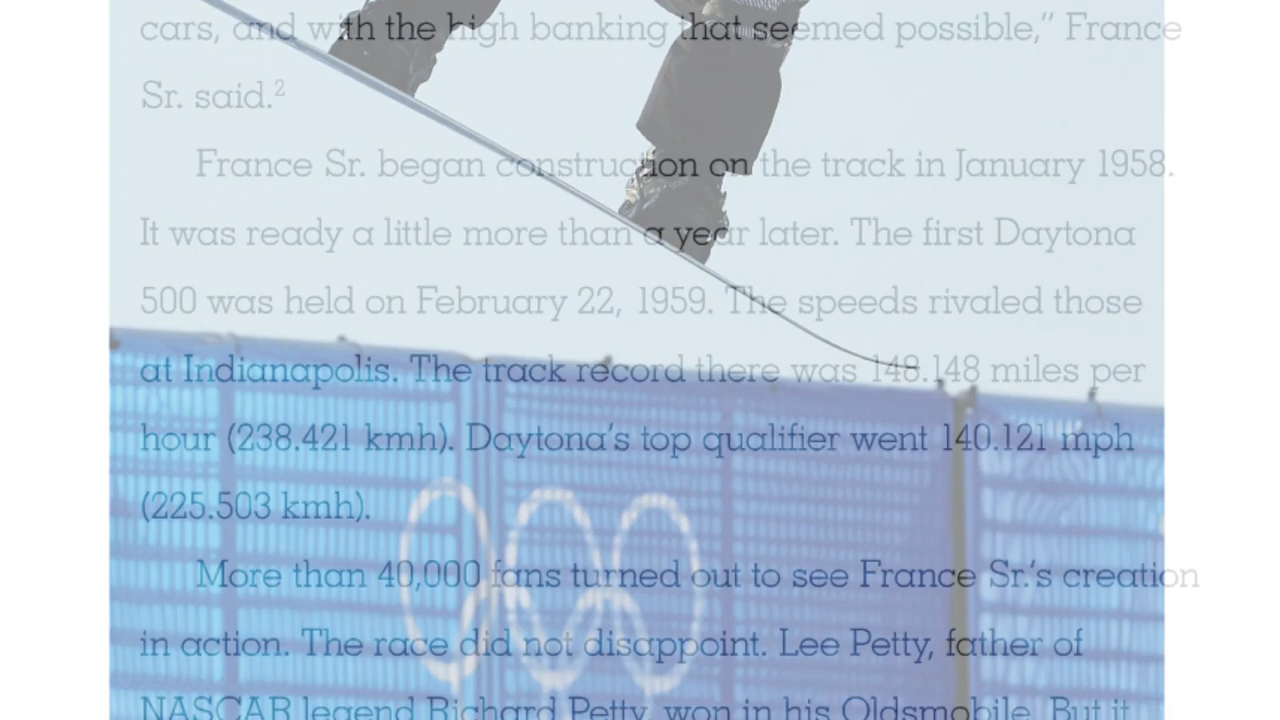 cars, and with the high banking that seemed possible,” France
Sr. said.2
France Sr. began construction on the track in January 1958.
It was ready a little more than a year later. The first Daytona
500 was held on February 22, 1959. The speeds rivaled those
at Indianapolis. The track record there was 148.148 miles per
hour (238.421 kmh). Daytona’s top qualifier went 140.121 mph
(225.503 kmh).
More than 40,000 fans turned out to see France Sr.’s creation
in action. The race did not disappoint. Lee Petty, father of
NASCAR legend Richard Petty, won in his Oldsmobile. But it